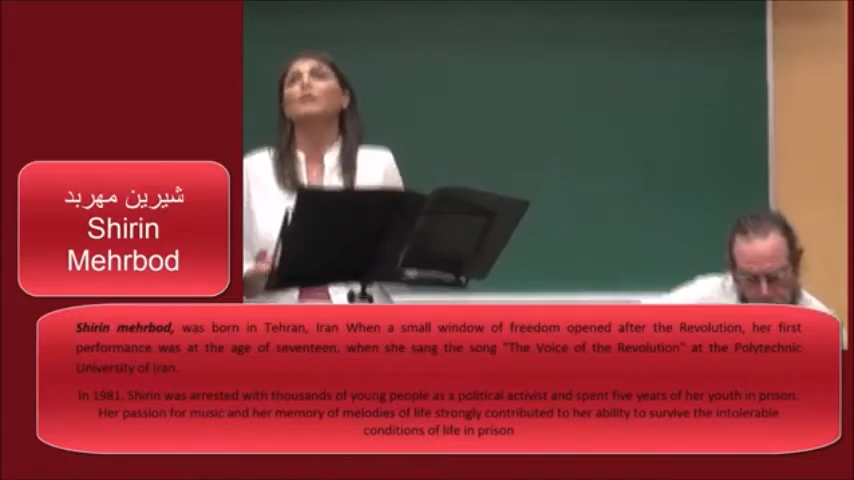 شیرین مهربد
Shirin
Mehrbod
Shirin mehrbod, was born in Tehran, Iran When a small window of freedom opened after the Revolution, her first
performance was at the age of seventeen, when she sang the song "The Voice of the Revolution" at the Polytechnic
University of Iran.
In 1981, Shirin was arrested with thousands of young people as a political activist and spent five years of her youth in prison.
Her passion for music and her memory of melodies of life strongly contributed to her ability to survive the intolerable
conditions of life in prison